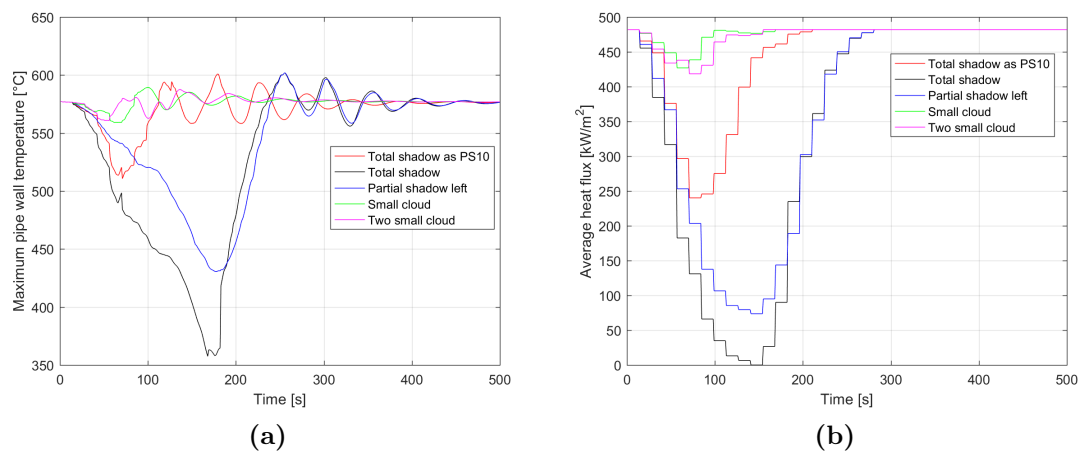 650
600
550
500
450
400
350
Maximum pipe wall temperature [°C]
0 100 200 300 400 500
Time [s]
Total shadow as PS10
Total shadow
Partial shadow left
Small cloud
Two small cloud
(a)
500
450
400
350
300
250
200
150
100
50
0
Average heat flux [kW/m²]
0 100 200 300 400 500
Time [s]
Total shadow as PS10
Total shadow
Partial shadow left
Small cloud
Two small cloud
(b)